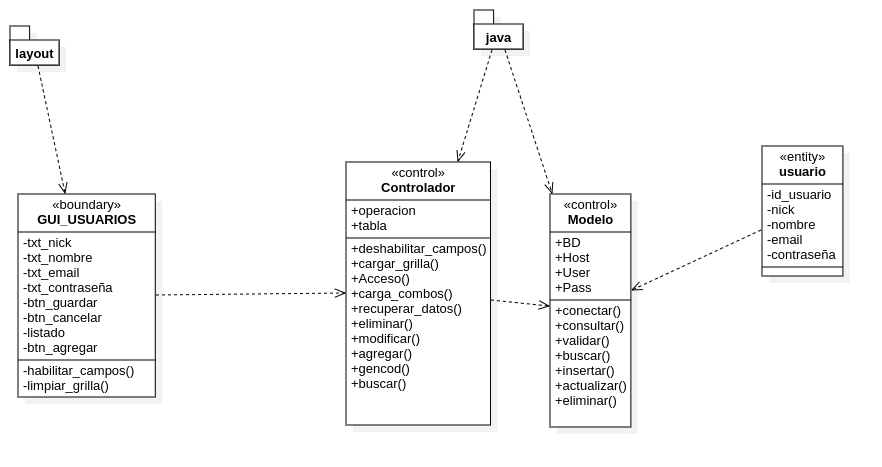 layout
java
«boundary»
GUI_USUARIOS
-txt_nick
-txt_nombre
-txt_email
-txt_contraseña
-btn_guardar
-btn_cancelar
-listado
-btn_agregar
-habilitar_campos()
-limpiar_grilla()
«control»
Controlador
+operacion
+tabla
+deshabilitar_campos()
+cargar_grilla()
+Acceso()
+carga_combos()
+recuperar_datos()
+eliminar()
+modificar()
+agregar()
+gencod()
+buscar()
«control»
Modelo
+BD
+Host
+User
+Pass
+conectar()
+consultar()
+validar()
+buscar()
+insertar()
+actualizar()
+eliminar()
«entity»
usuario
-id_usuario
-nick
-nombre
-email
-contraseña